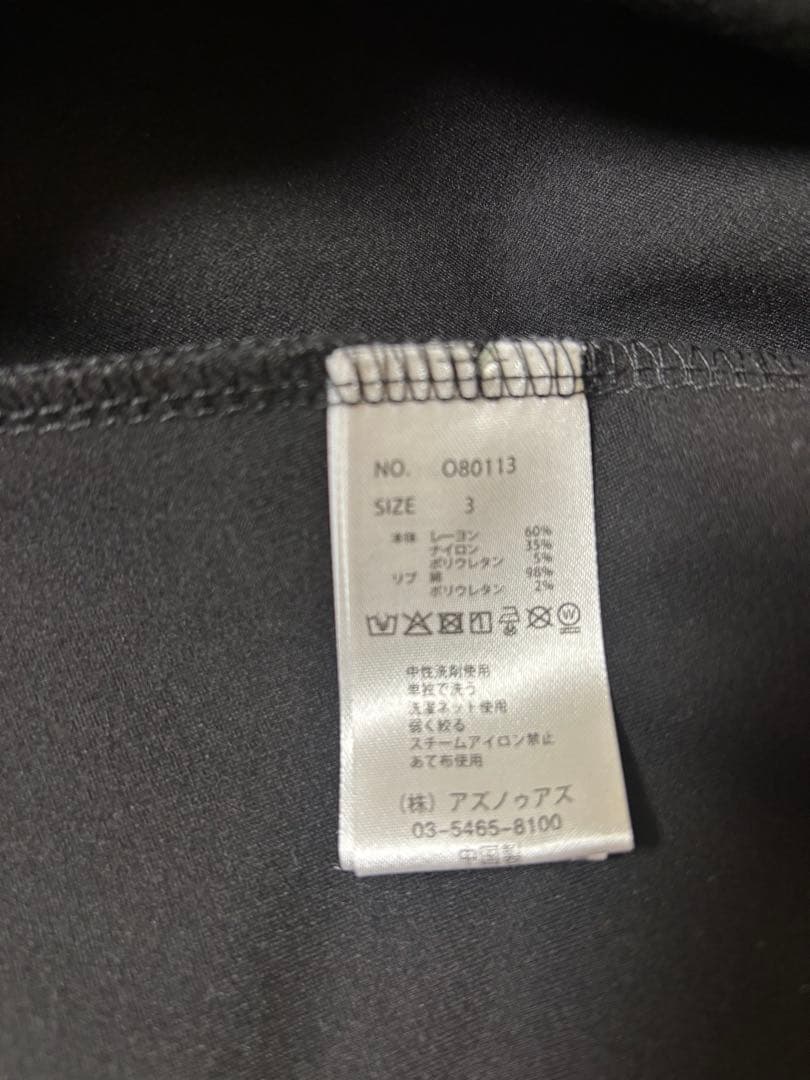 NO. O80113
SIZE 3
本体 レーヨン 60%
ナイロン 35%
ポリウレタン 5%
リブ 綿 98%
ポリウレタン 2%
W
中性洗剤使用
単独で洗う
洗濯ネット使用
弱く絞る
スチームアイロン禁止
あて布使用
(株) アズノゥアズ
03-5465-8100
中国製